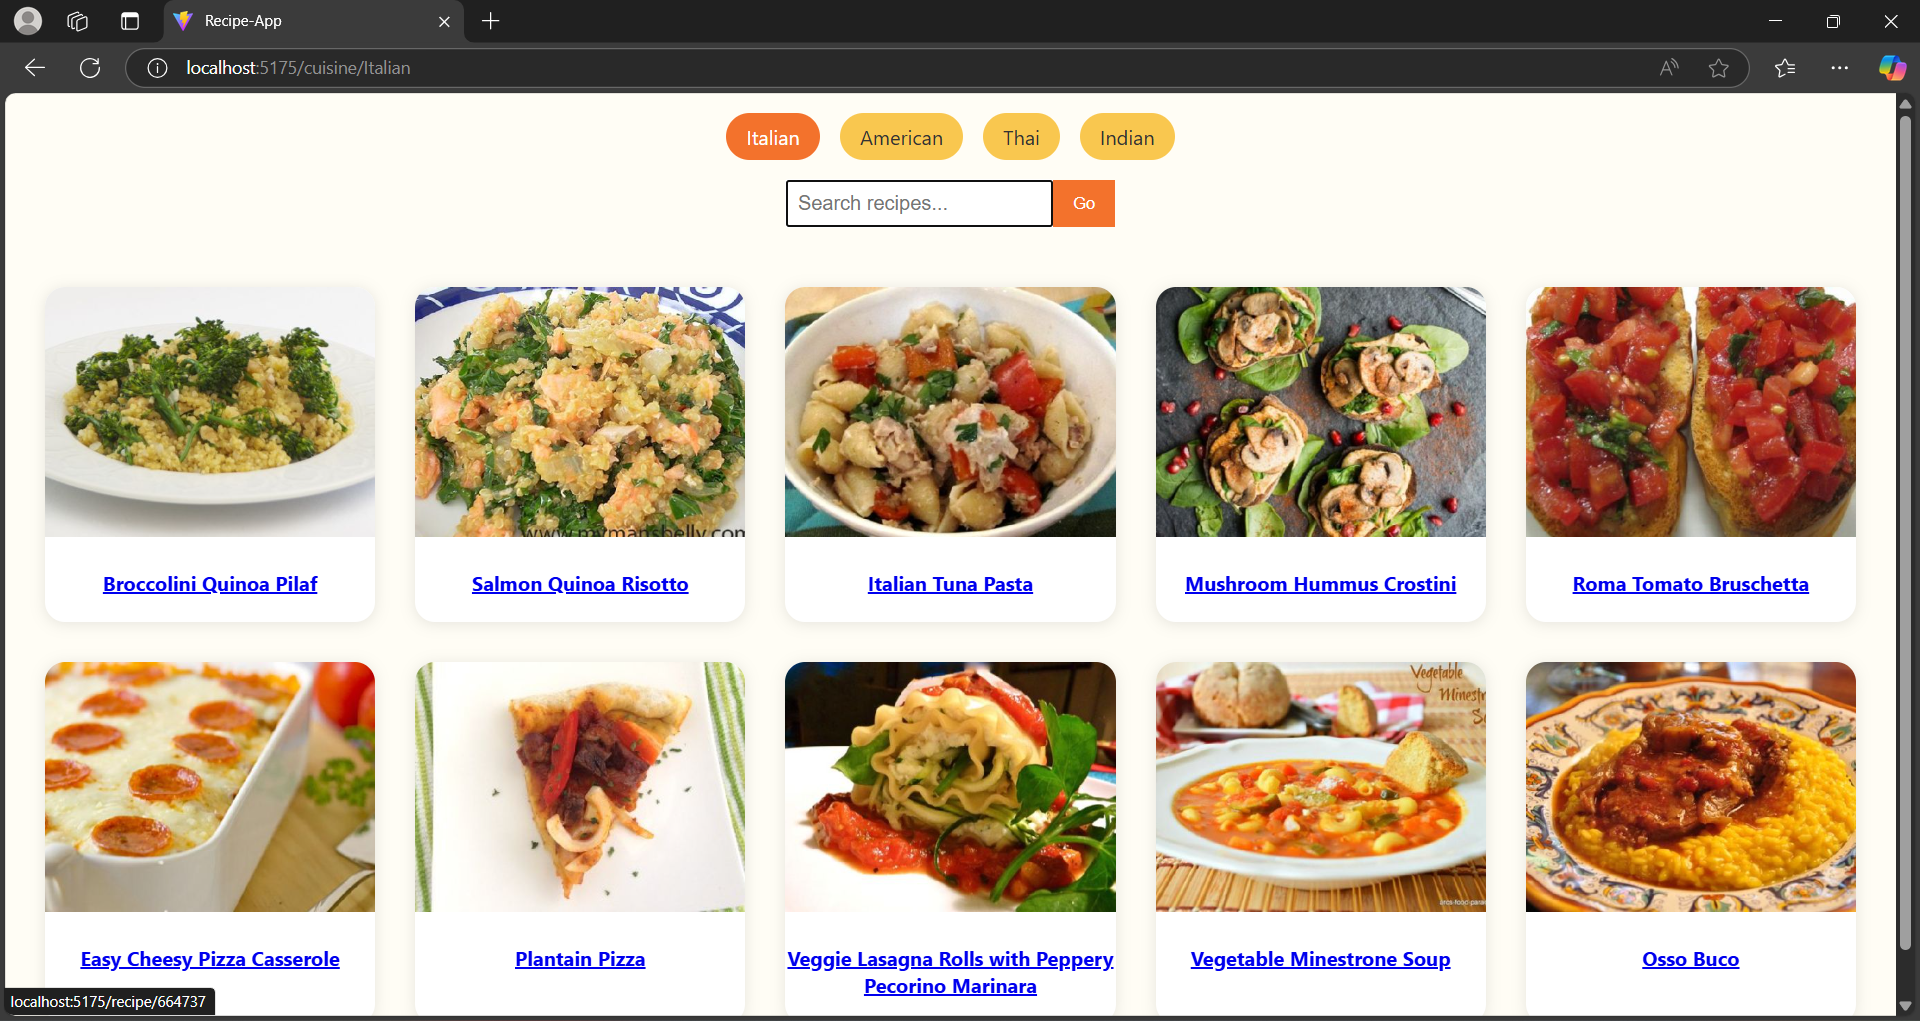 Recipe-App
localhost:5175/cuisine/Italian
Italian
American
Thai
Indian
Search recipes...
Go
www.mymansbelly.com
Broccolini Quinoa Pilaf
Salmon Quinoa Risotto
Italian Tuna Pasta
Mushroom Hummus Crostini
Roma Tomato Bruschetta
Vegetable
Minestr
Easy Cheesy Pizza Casserole
Plantain Pizza
Veggie Lasagna Rolls with Peppery
Pecorino Marinara
Vegetable Minestrone Soup
Osso Buco
localhost:5175/recipe/664737